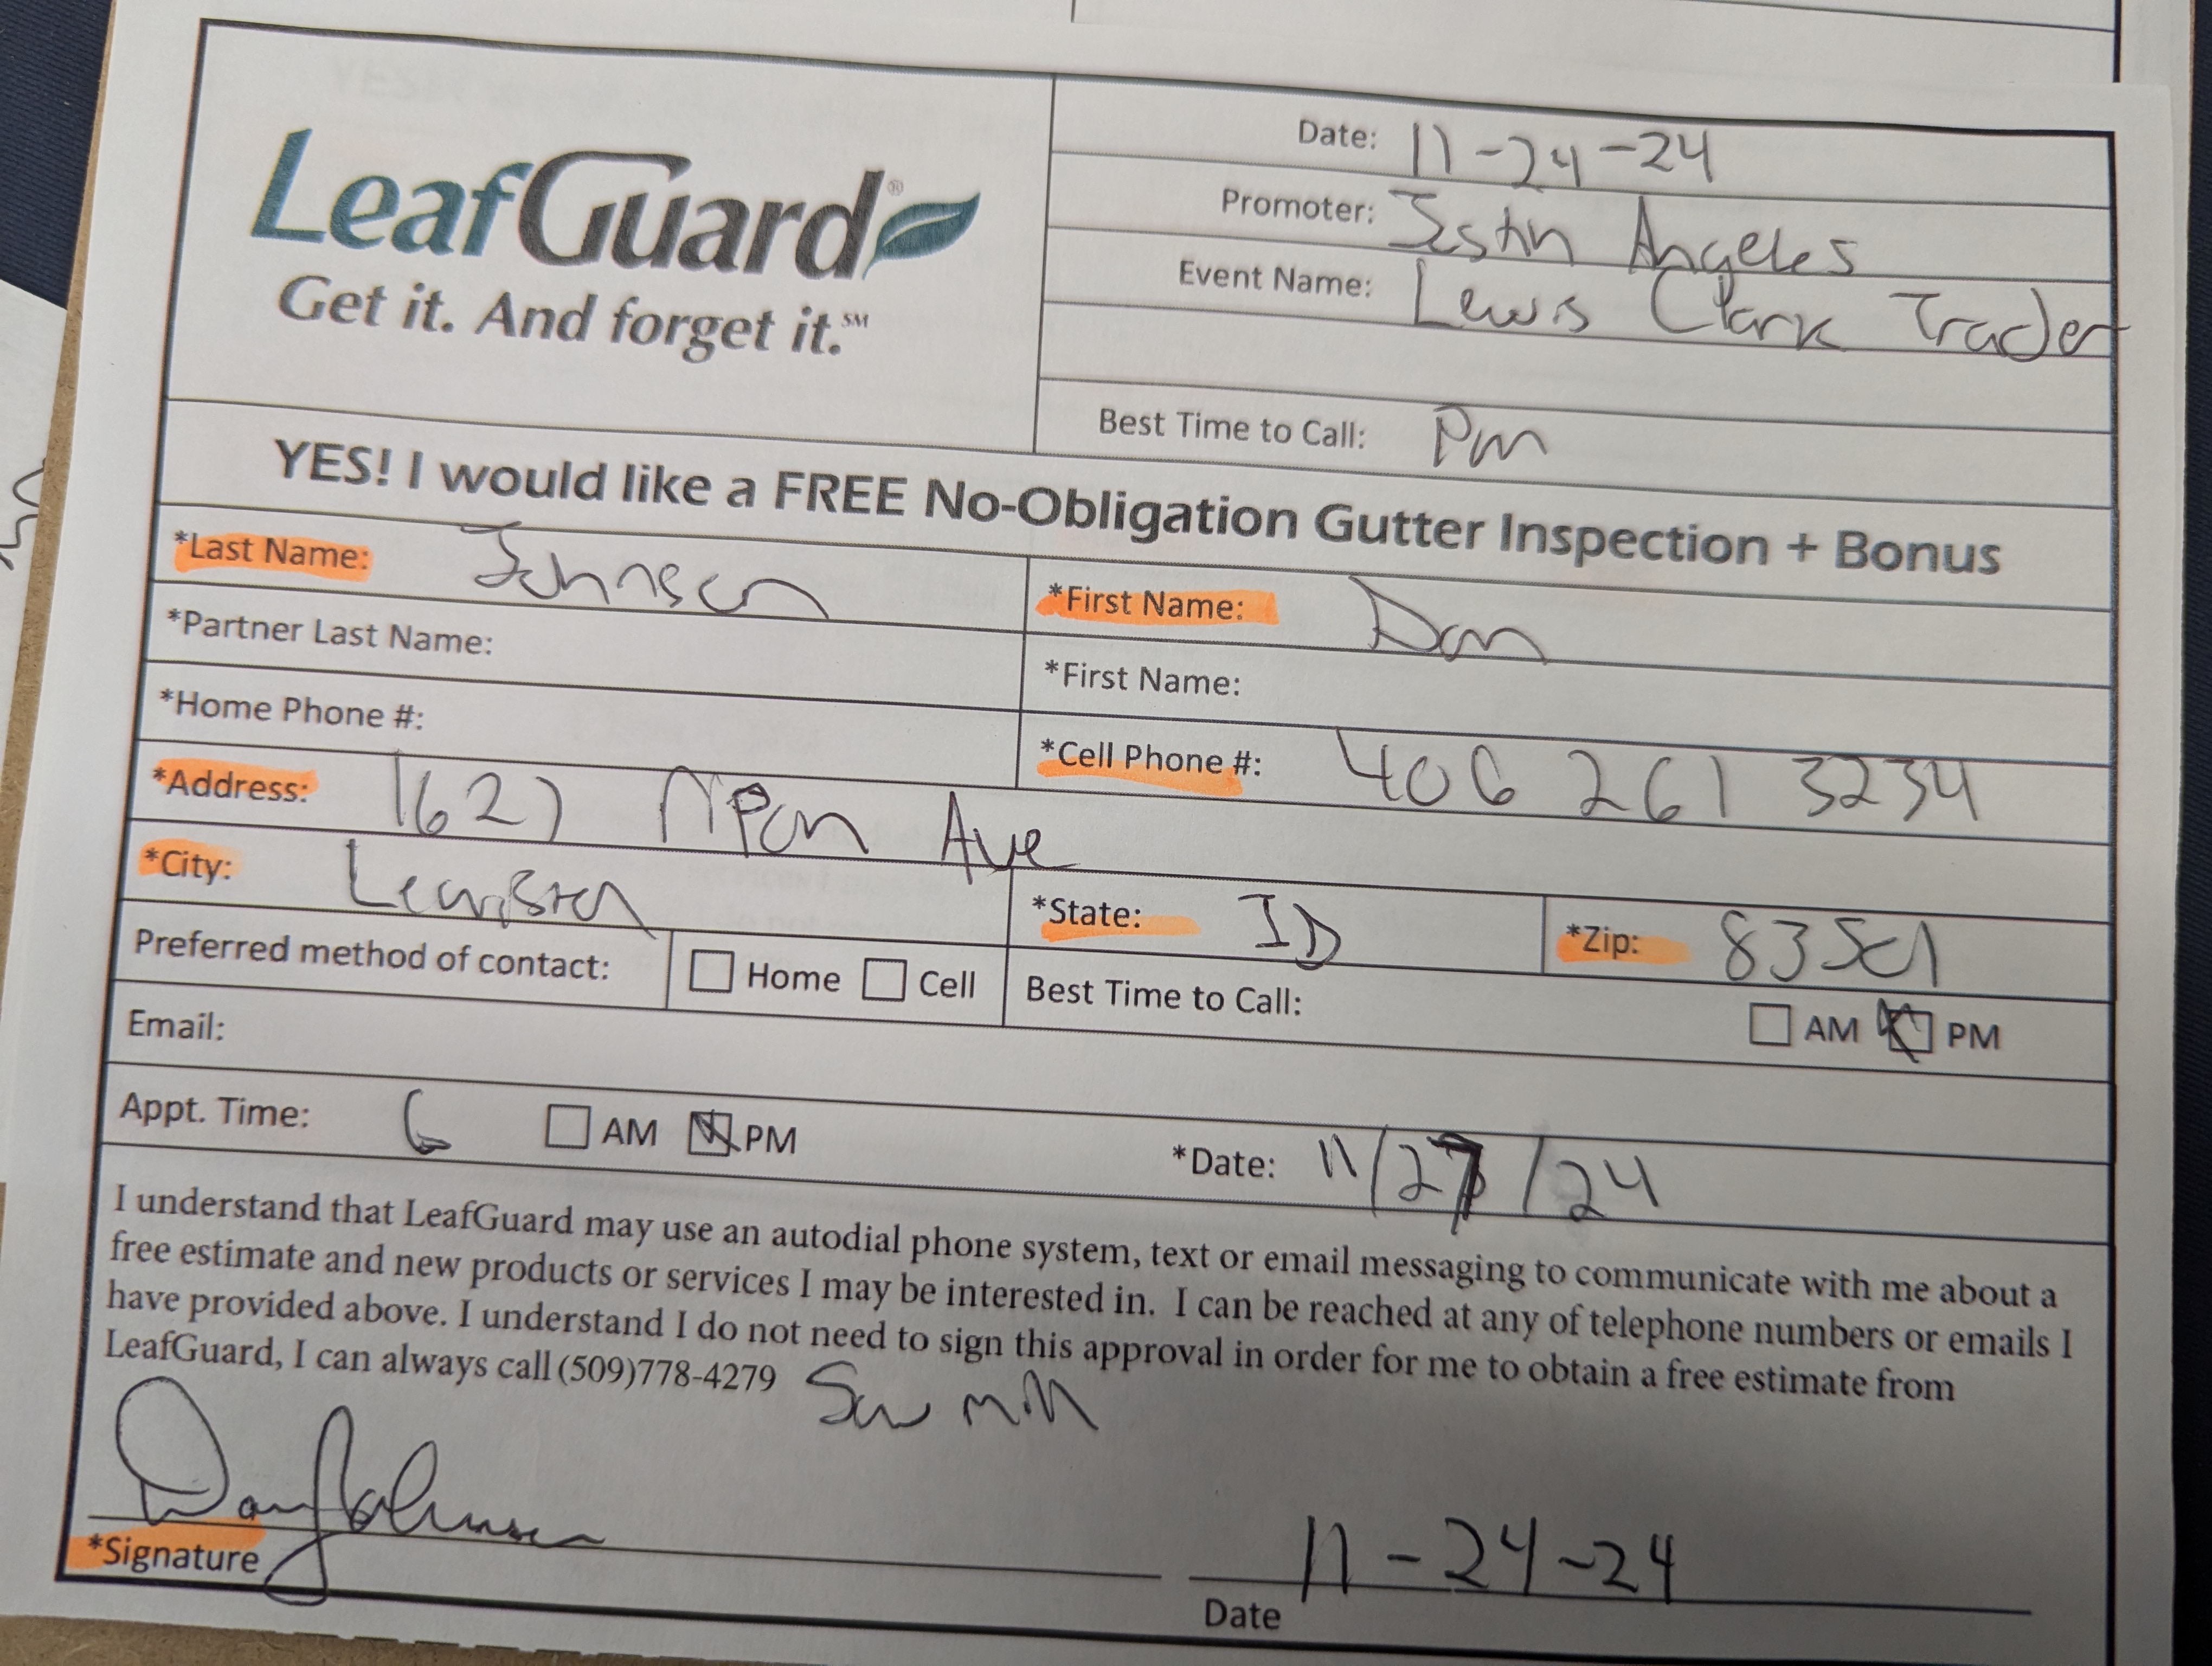 LeafGuard®
Get it. And forget it.℠
Date: 11-24-24
Promoter: Justin Angeles
Event Name: Lewis Clark Trader
Best Time to Call: Pm
YES! I would like a FREE No-Obligation Gutter Inspection + Bonus
*Last Name: Johnson *First Name: Dan
*Partner Last Name: *First Name:
*Home Phone #: *Cell Phone #: 406 261 3234
*Address: 1627 Ave
*City: Lewiston *State: ID *Zip: 83501
Preferred method of contact: Home Cell Best Time to Call: AM PM
Email:
Appt. Time: 6 AM PM *Date: 11/27/24
I understand that LeafGuard may use an autodial phone system, text or email messaging to communicate with me about a
free estimate and new products or services I may be interested in. I can be reached at any of telephone numbers or emails I
have provided above. I understand I do not need to sign this approval in order for me to obtain a free estimate from
LeafGuard, I can always call (509)778-4279 Saw mill
*Signature 11-24-24
Date